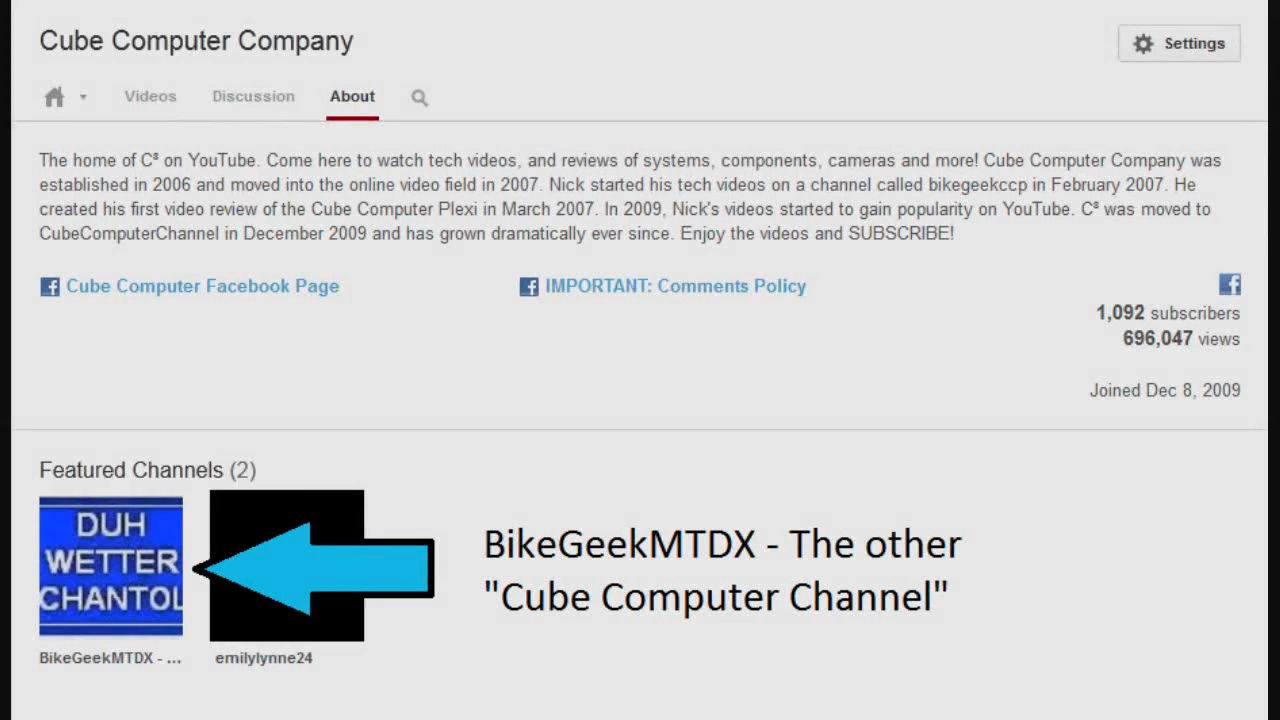 Cube Computer Company
Settings
Videos
Discussion
About
The home of C³ on YouTube. Come here to watch tech videos, and reviews of systems, components, cameras and more! Cube Computer Company was
established in 2006 and moved into the online video field in 2007. Nick started his tech videos on a channel called bikegeekccp in February 2007. He
created his first video review of the Cube Computer Plexi in March 2007. In 2009, Nick's videos started to gain popularity on YouTube. C³ was moved to
CubeComputerChannel in December 2009 and has grown dramatically ever since. Enjoy the videos and SUBSCRIBE!
Cube Computer Facebook Page
IMPORTANT: Comments Policy
1,092 subscribers
696,047 views
Joined Dec 8, 2009
Featured Channels (2)
DUH
WETTER
CHANTOL
BikeGeekMTDX - ...
emilylynne24
BikeGeekMTDX - The other
"Cube Computer Channel"